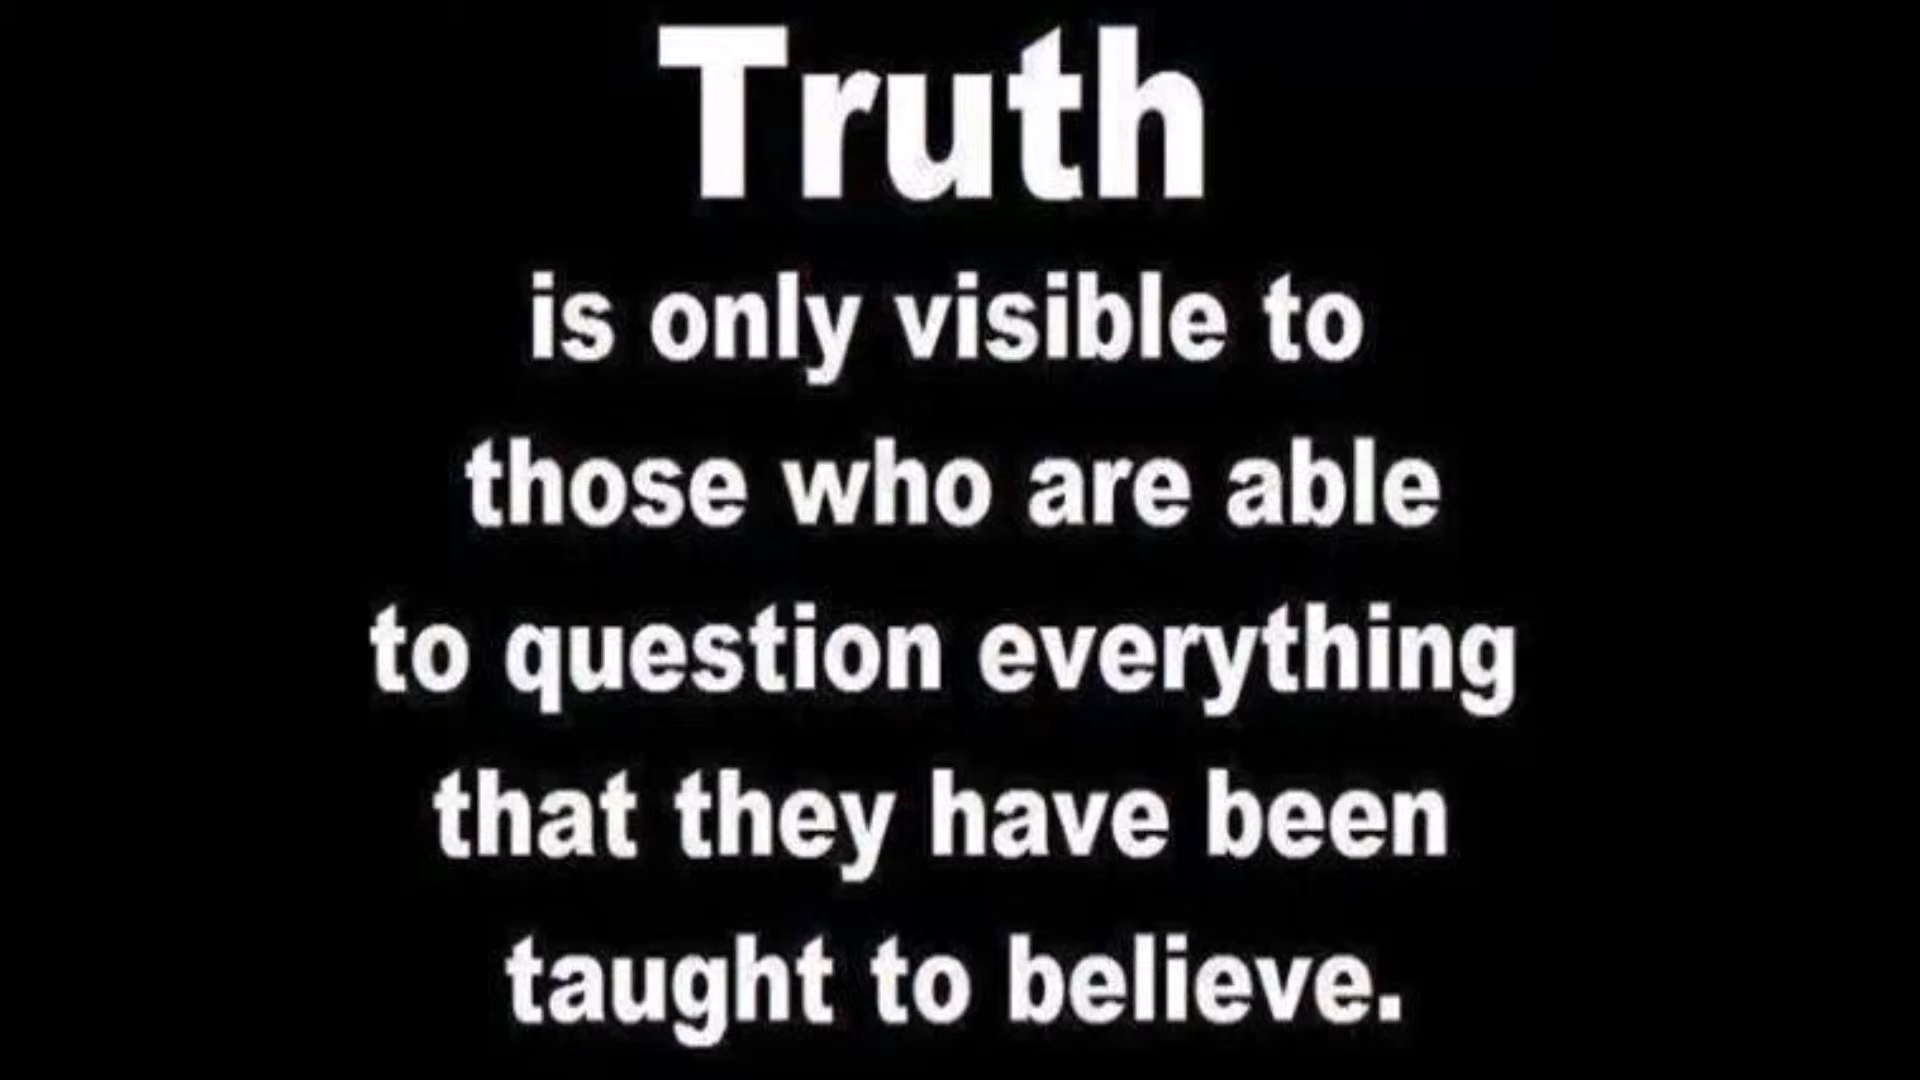 Truth
is only visible to
those who are able
to question everything
that they have been
taught to believe.